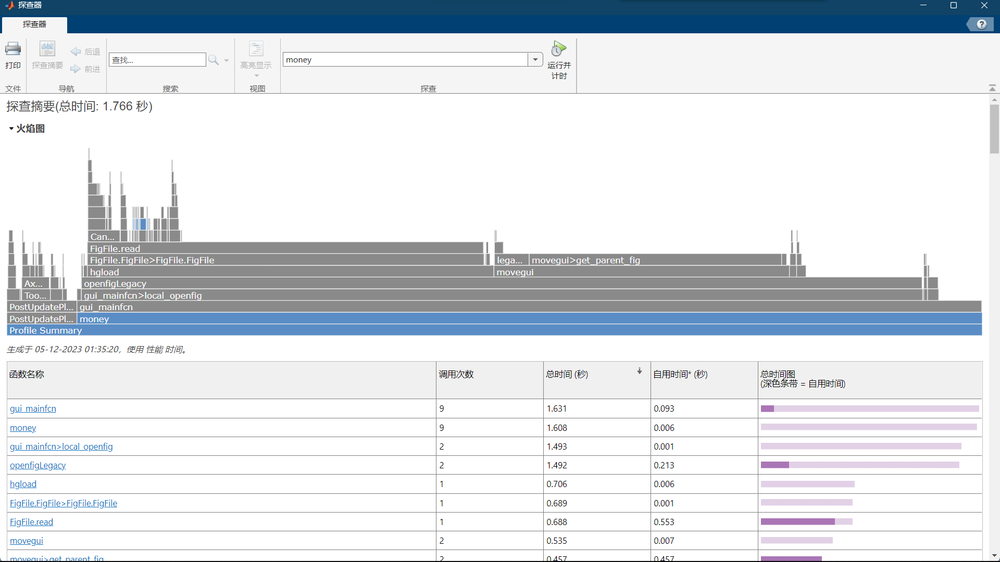 探查器
探查器
打印
探查摘要
后退
前进
查找...
高亮显示
money
运行并
计时
文件
导航
搜索
视图
探查
探查摘要(总时间: 1.766 秒)
火焰图
Can...
FigFile.read
FigFile.FigFile>FigFile.FigFile
lega...
movegui>get_parent_fig
hgload
movegui
Ax...
openfigLegacy
Too...
gui_mainfcn>local_openfig
PostUpdatePl...
gui_mainfcn
PostUpdatePl...
money
Profile Summary
生成于 05-12-2023 01:35:20，使用 性能 时间。
函数名称 调用次数 总时间 (秒) 自用时间* (秒) 总时间图
(深色条带 = 自用时间)
gui_mainfcn 9 1.631 0.093
money 9 1.608 0.006
gui_mainfcn>local_openfig 2 1.493 0.001
openfigLegacy 2 1.492 0.213
hgload 1 0.706 0.006
FigFile.FigFile>FigFile.FigFile 1 0.689 0.001
FigFile.read 1 0.688 0.553
movegui 2 0.535 0.007
movegui>get_parent_fig 2 0.457 0.457